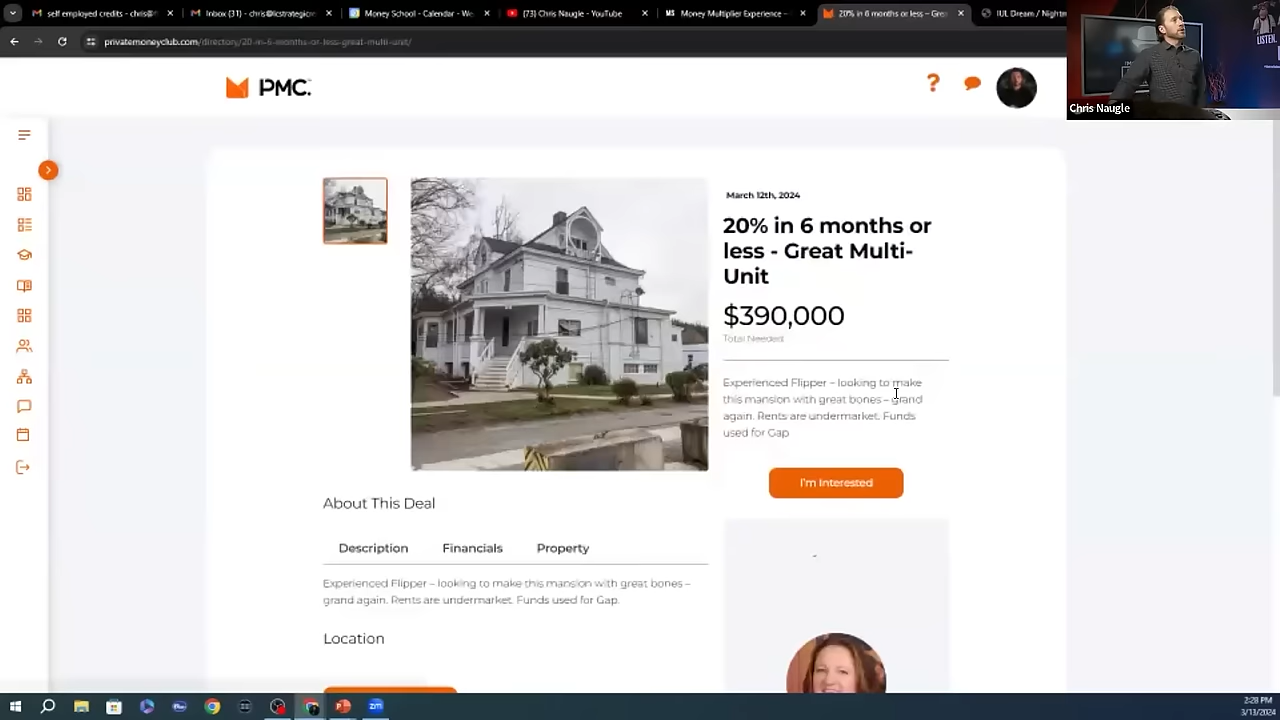 self employed credits - chris@fi
Inbox (31) - chris@lcstrategicr
Money School - Calendar - We
(73) Chris Naugle - YouTube
MS Money Multiplier Experience -
20% in 6 months or less – Grea
IUL Dream / Nightm
privatemoneyclub.com/directory/20-in-6-months-or-less-great-multi-unit/
LISTEN.
Chris Naugle
PMC.
?
March 12th, 2024
20% in 6 months or
less - Great Multi-
Unit
$390,000
Total Needed
Experienced Flipper – looking to make
this mansion with great bones – grand
again. Rents are undermarket. Funds
used for Gap
I'm Interested
About This Deal
Description Financials Property
Experienced Flipper – looking to make this mansion with great bones –
grand again. Rents are undermarket. Funds used for Gap.
Location
2:28 PM
3/13/2024